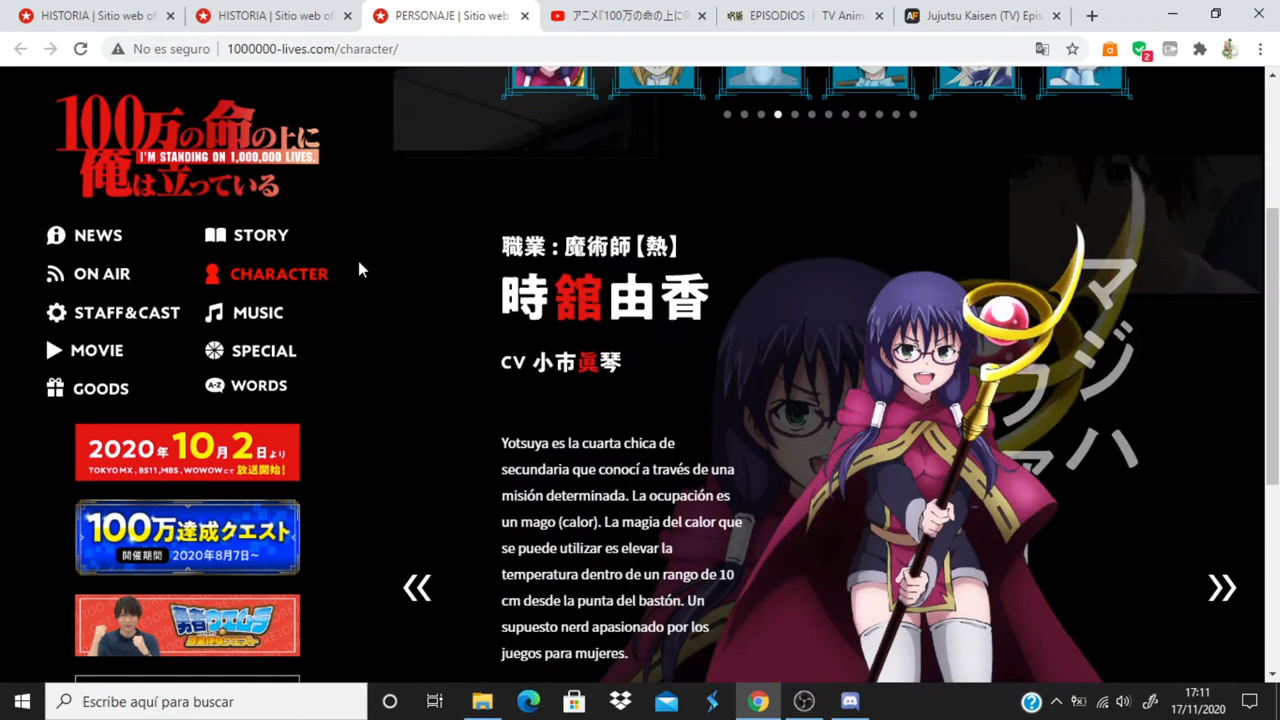 HISTORIA | Sitio web of
HISTORIA | Sitio web of
PERSONAJE | Sitio web
アニメ『100万の命の上に
EPISODIOS | TV Anim
Jujutsu Kaisen (TV) Epis
No es seguro
1000000-lives.com/character/
2
100万の命の上に
I'M STANDING ON 1,000,000 LIVES.
俺は立っている
NEWS
STORY
ON AIR
CHARACTER
STAFF&CAST
MUSIC
MOVIE
SPECIAL
GOODS
WORDS
2020年10月2日より
TOKYO MX , BS11,MBS , WOWOWにて 放送開始!
100万達成クエスト
開催期間 2020年8月7日~
勇者ウエムラ
職業 : 魔術師【熱】
時舘由香
CV 小市眞琴
マジハ
Yotsuya es la cuarta chica de
secundaria que conocí a través de una
misión determinada. La ocupación es
un mago (calor). La magia del calor que
se puede utilizar es elevar la
temperatura dentro de un rango de 10
cm desde la punta del bastón. Un
supuesto nerd apasionado por los
juegos para mujeres.
Escribe aquí para buscar
17:11
17/11/2020